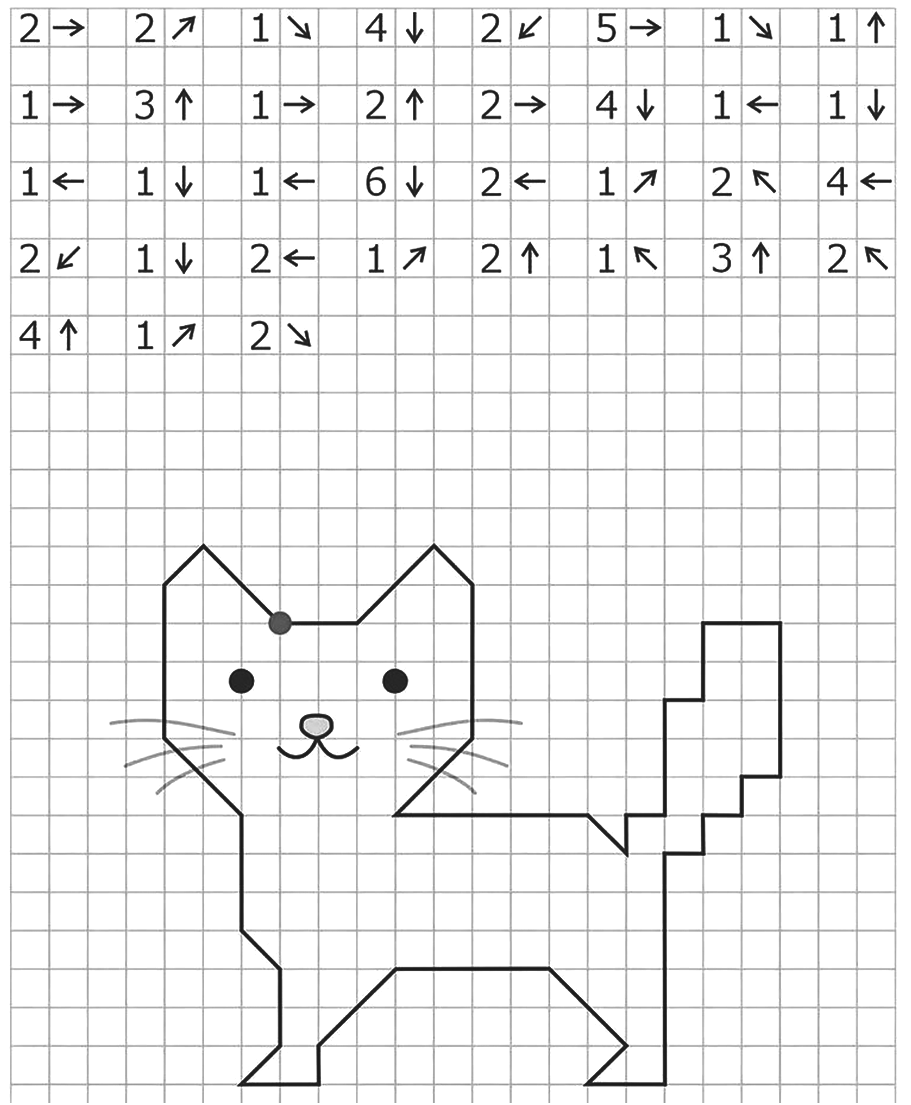 2→ 2↗ 1↘ 4↓ 2↙ 5→ 1↘ 1↑
1→ 3↑ 1→ 2↑ 2→ 4↓ 1← 1↓
1← 1↓ 1← 6↓ 2← 1↗ 2↖ 4←
2↙ 1↓ 2← 1↗ 2↑ 1↖ 3↑ 2↖
4↑ 1↗ 2↘